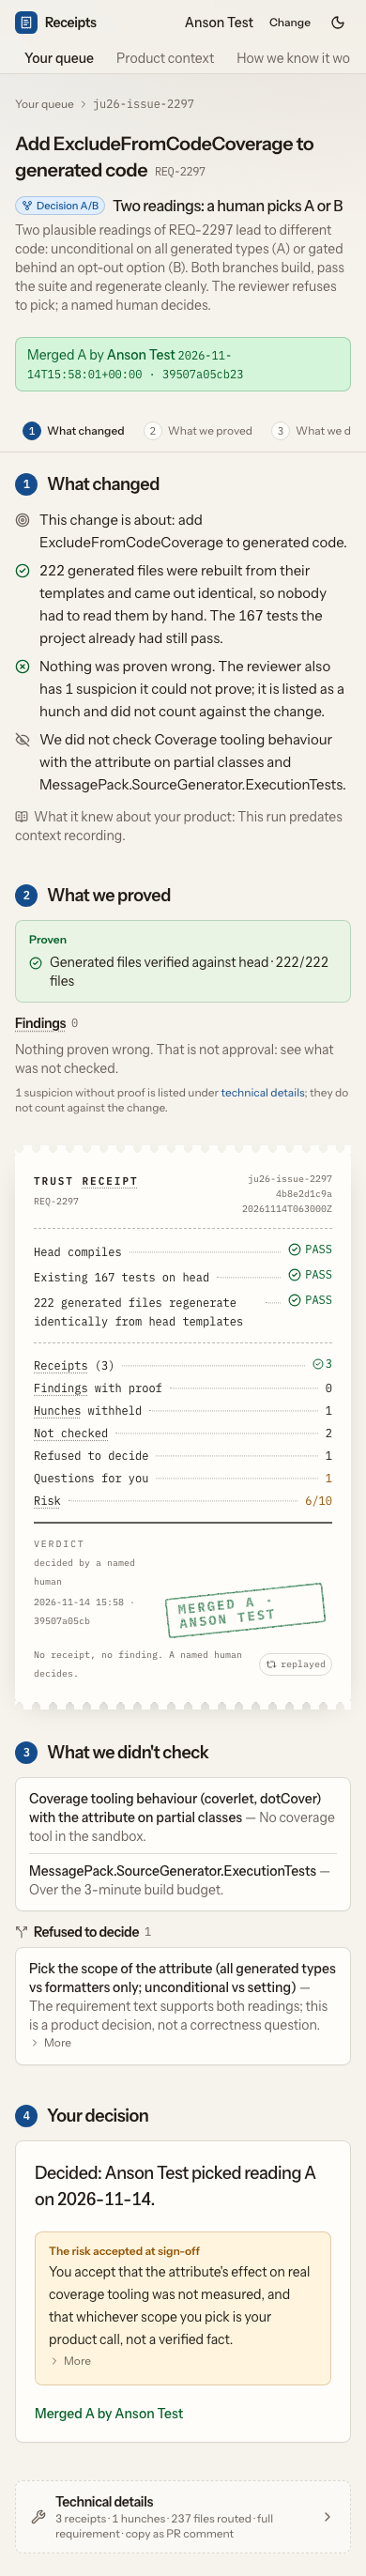 Receipts Anson Test Change
Your queue Product context How we know it wo
Your queue > ju26-issue-2297
Add ExcludeFromCodeCoverage to
generated code REQ-2297
Decision A/B Two readings: a human picks A or B
Two plausible readings of REQ-2297 lead to different
code: unconditional on all generated types (A) or gated
behind an opt-out option (B). Both branches build, pass
the suite and regenerate cleanly. The reviewer refuses
to pick; a named human decides.
Merged A by Anson Test 2026-11-
14T15:58:01+00:00 · 39507a05cb23
1 What changed 2 What we proved 3 What we d
1 What changed
This change is about: add
ExcludeFromCodeCoverage to generated code.
222 generated files were rebuilt from their
templates and came out identical, so nobody
had to read them by hand. The 167 tests the
project already had still pass.
Nothing was proven wrong. The reviewer also
has 1 suspicion it could not prove; it is listed as a
hunch and did not count against the change.
We did not check Coverage tooling behaviour
with the attribute on partial classes and
MessagePack.SourceGenerator.ExecutionTests.
What it knew about your product: This run predates
context recording.
2 What we proved
Proven
Generated files verified against head · 222/222
files
Findings 0
Nothing proven wrong. That is not approval: see what
was not checked.
1 suspicion without proof is listed under technical details; they do
not count against the change.
TRUST RECEIPT ju26-issue-2297
REQ-2297 4b8e2d1c9a
20261114T063000Z
Head compiles PASS
Existing 167 tests on head PASS
222 generated files regenerate PASS
identically from head templates
Receipts (3) 3
Findings with proof 0
Hunches withheld 1
Not checked 2
Refused to decide 1
Questions for you 1
Risk 6/10
VERDICT
decided by a named
human
2026-11-14 15:58 ·
39507a05cb
MERGED A ·
ANSON TEST
No receipt, no finding. A named human
decides.
replayed
3 What we didn't check
Coverage tooling behaviour (coverlet, dotCover)
with the attribute on partial classes — No coverage
tool in the sandbox.
MessagePack.SourceGenerator.ExecutionTests —
Over the 3-minute build budget.
Refused to decide 1
Pick the scope of the attribute (all generated types
vs formatters only; unconditional vs setting) —
The requirement text supports both readings; this
is a product decision, not a correctness question.
> More
4 Your decision
Decided: Anson Test picked reading A
on 2026-11-14.
The risk accepted at sign-off
You accept that the attribute's effect on real
coverage tooling was not measured, and
that whichever scope you pick is your
product call, not a verified fact.
> More
Merged A by Anson Test
Technical details
3 receipts · 1 hunches · 237 files routed · full
requirement · copy as PR comment